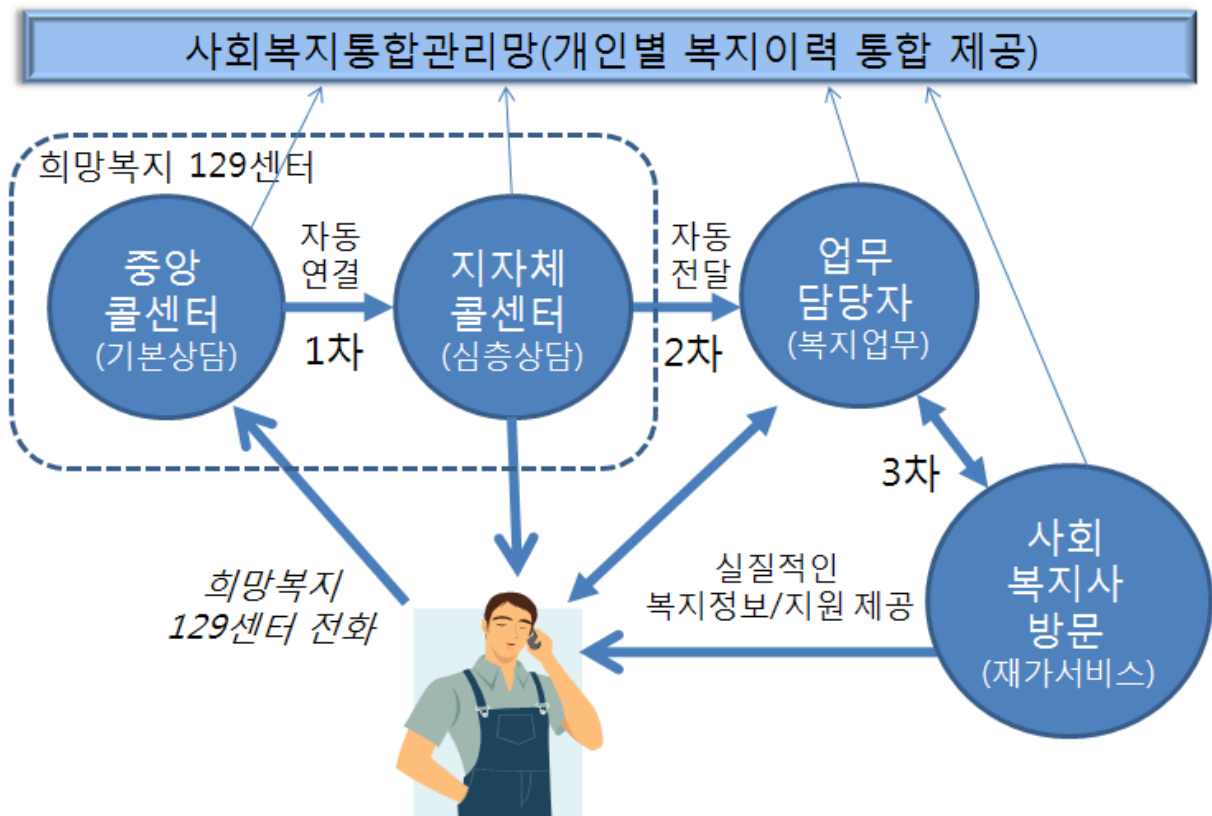 사회복지통합관리망(개인별 복지이력 통합 제공)
희망복지 129센터
중앙
콜센터
(기본상담)
자동
연결
1차
지자체
콜센터
(심층상담)
자동
전달
2차
업무
담당자
(복지업무)
3차
사회
복지사
방문
(재가서비스)
실질적인
복지정보/지원 제공
희망복지
129센터 전화